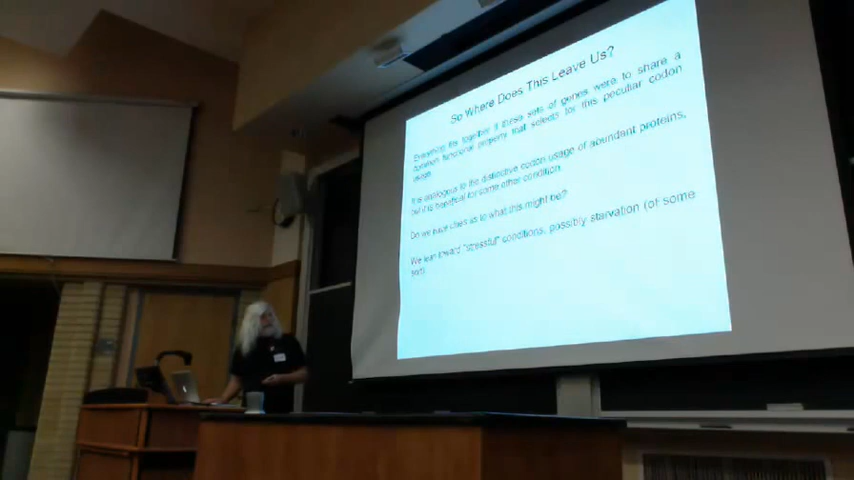 So Where Does This Leave Us?
Everything fits together if these sets of genes were to share a
common functional property that selects for this peculiar codon
usage.
It is analogous to the distinctive codon usage of abundant proteins,
but it is beneficial for some other condition.
Do we have clues as to what this might be?
We lean toward "stressful" conditions, possibly starvation (of some
sort).